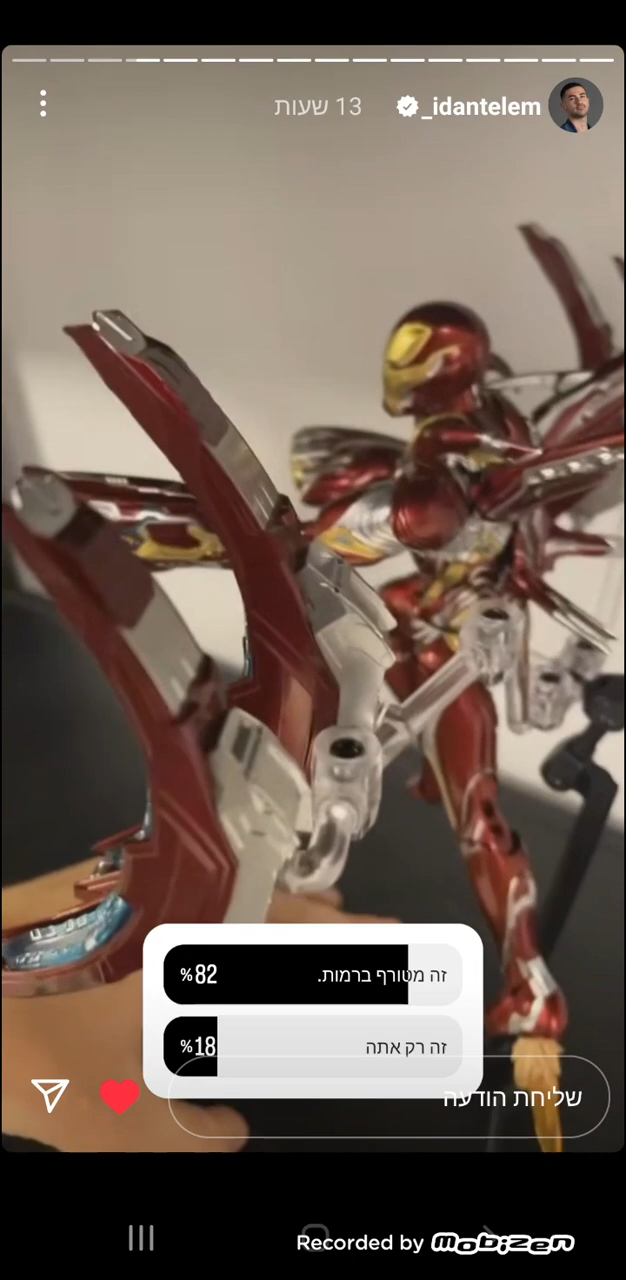 _idantelem 13 שעות
זה מטורף ברמות. %82
זה רק אתה %18
שליחת הודעה
Recorded by mobizen